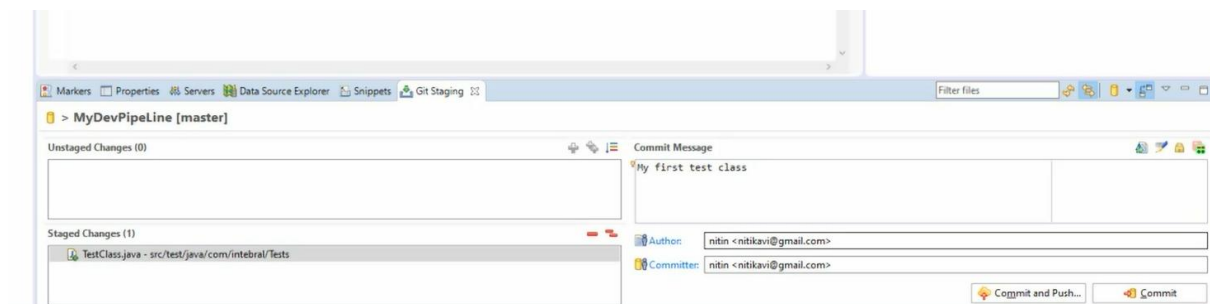 Markers Properties Servers Data Source Explorer Snippets Git Staging
Filter files
> MyDevPipeLine [master]
Unstaged Changes (0)
Commit Message
My first test class
Staged Changes (1)
TestClass.java - src/test/java/com/intebral/Tests
Author: nitin <nitikavi@gmail.com>
Committer: nitin <nitikavi@gmail.com>
Commit and Push... Commit